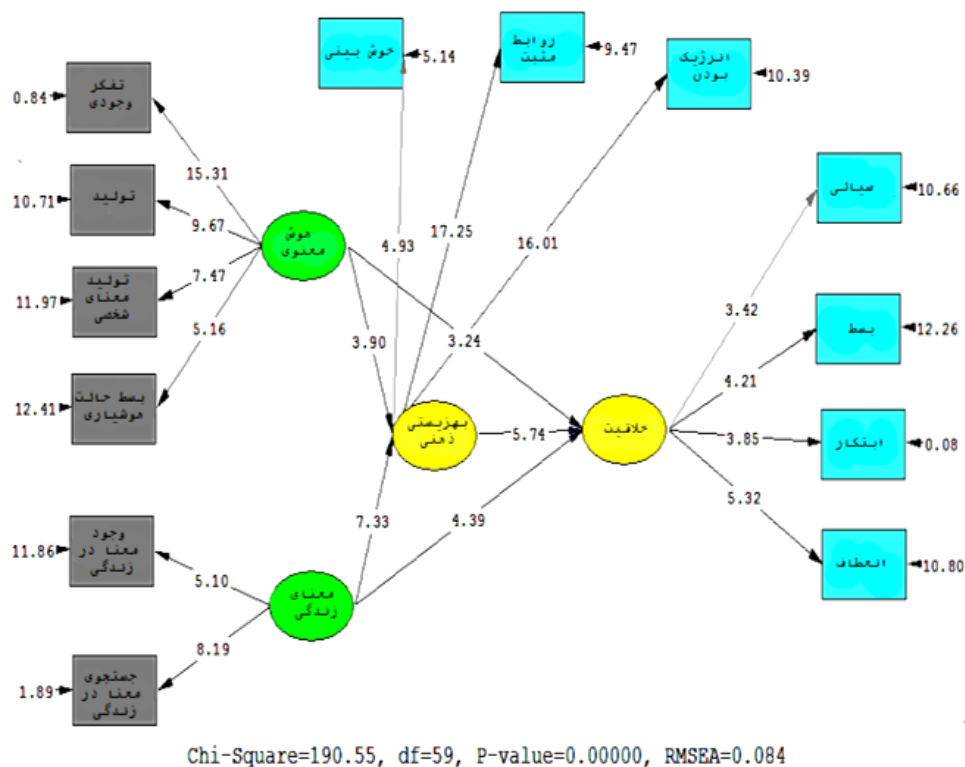 خوش بینی
5.14
روابط
مثبت
9.47
انرژیک
بودن
10.39
تفکر
وجودی
0.84
15.31
تولید
10.71
9.67
تولید
معنای
شخصی
11.97
7.47
بسط حالت
هوشیاری
12.41
5.16
هوش
معنوی
4.93
17.25
16.01
3.90
3.24
سیالی
10.66
3.42
بسط
12.26
4.21
ابتکار
0.08
3.85
انعطاف
10.80
5.32
بهزیستی
ذهنی
5.74
خلاقیت
7.33
4.39
وجود
معنا در
زندگی
11.86
5.10
معنای
زندگی
جستجوی
معنا در
زندگی
1.89
8.19
Chi-Square=190.55, df=59, P-value=0.00000, RMSEA=0.084